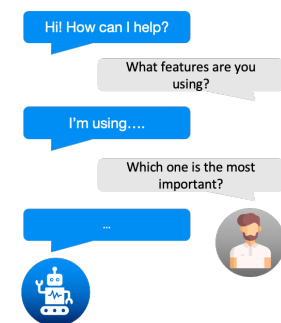 Hi! How can I help?
What features are you
using?
I'm using....
Which one is the most
important?
...